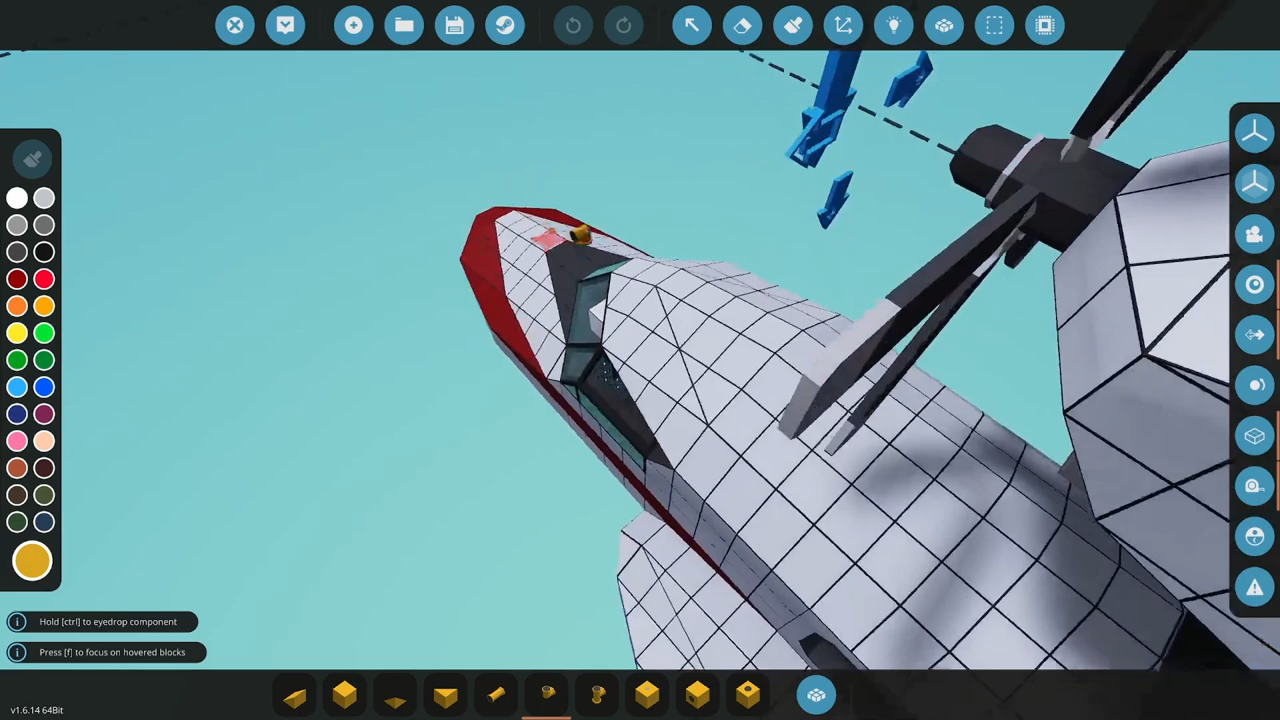 Hold [ctrl] to eyedrop component
Press [f] to focus on hovered blocks
v1.6.14 64Bit